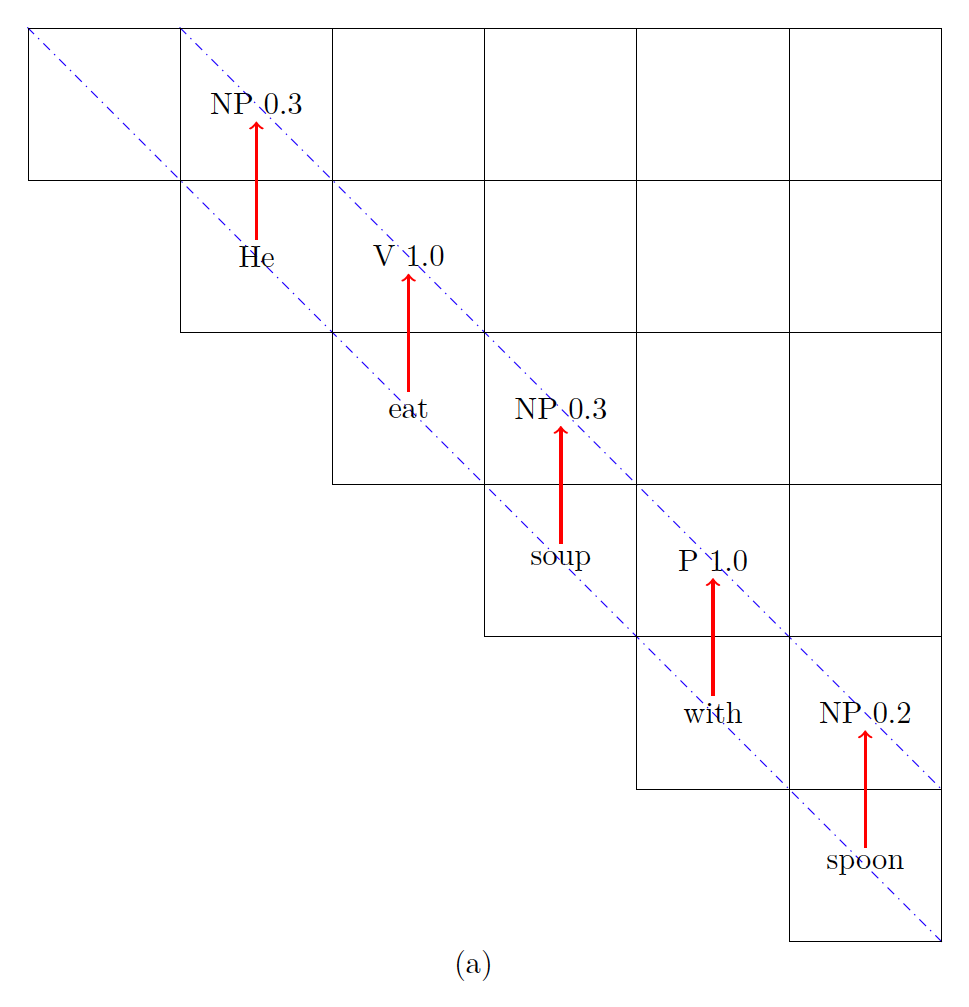 NP 0.3
He
V 1.0
eat
NP 0.3
soup
P 1.0
with
NP 0.2
spoon
(a)